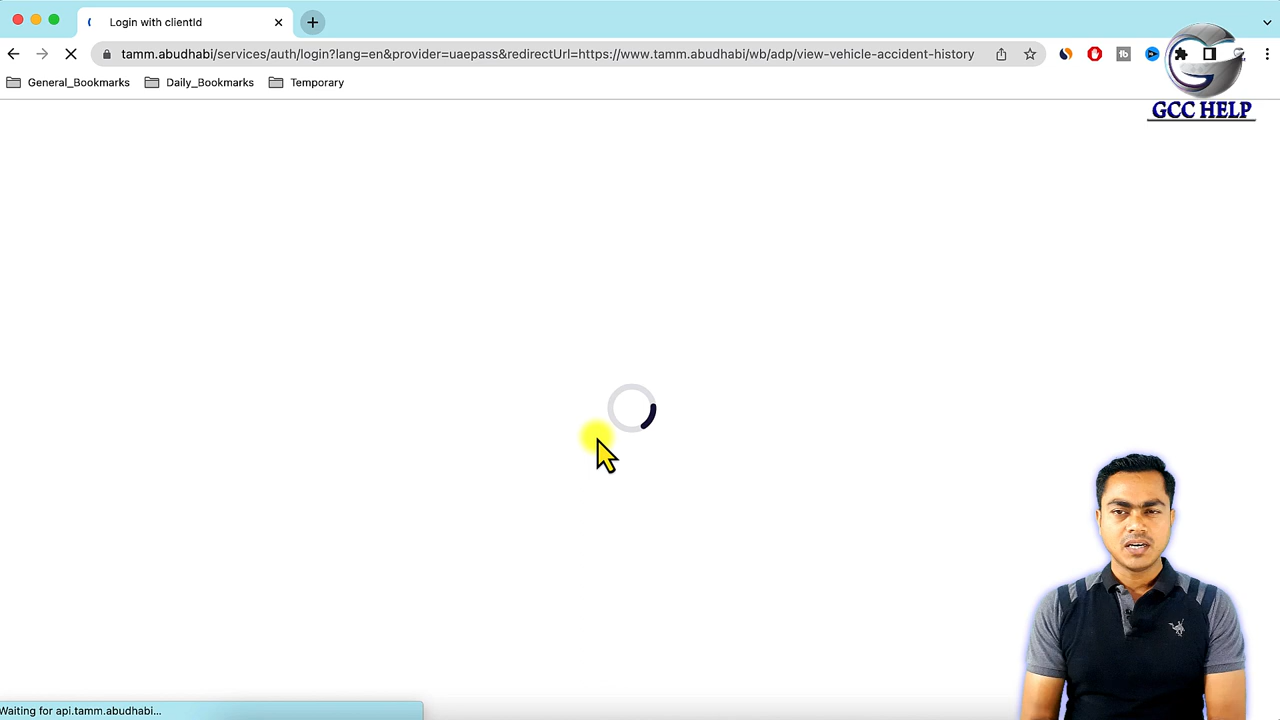 Login with clientId
tamm.abudhabi/services/auth/login?lang=en&provider=uaepass&redirectUrl=https://www.tamm.abudhabi/wb/adp/view-vehicle-accident-history
General_Bookmarks Daily_Bookmarks Temporary
GCC HELP
Waiting for api.tamm.abudhabi...